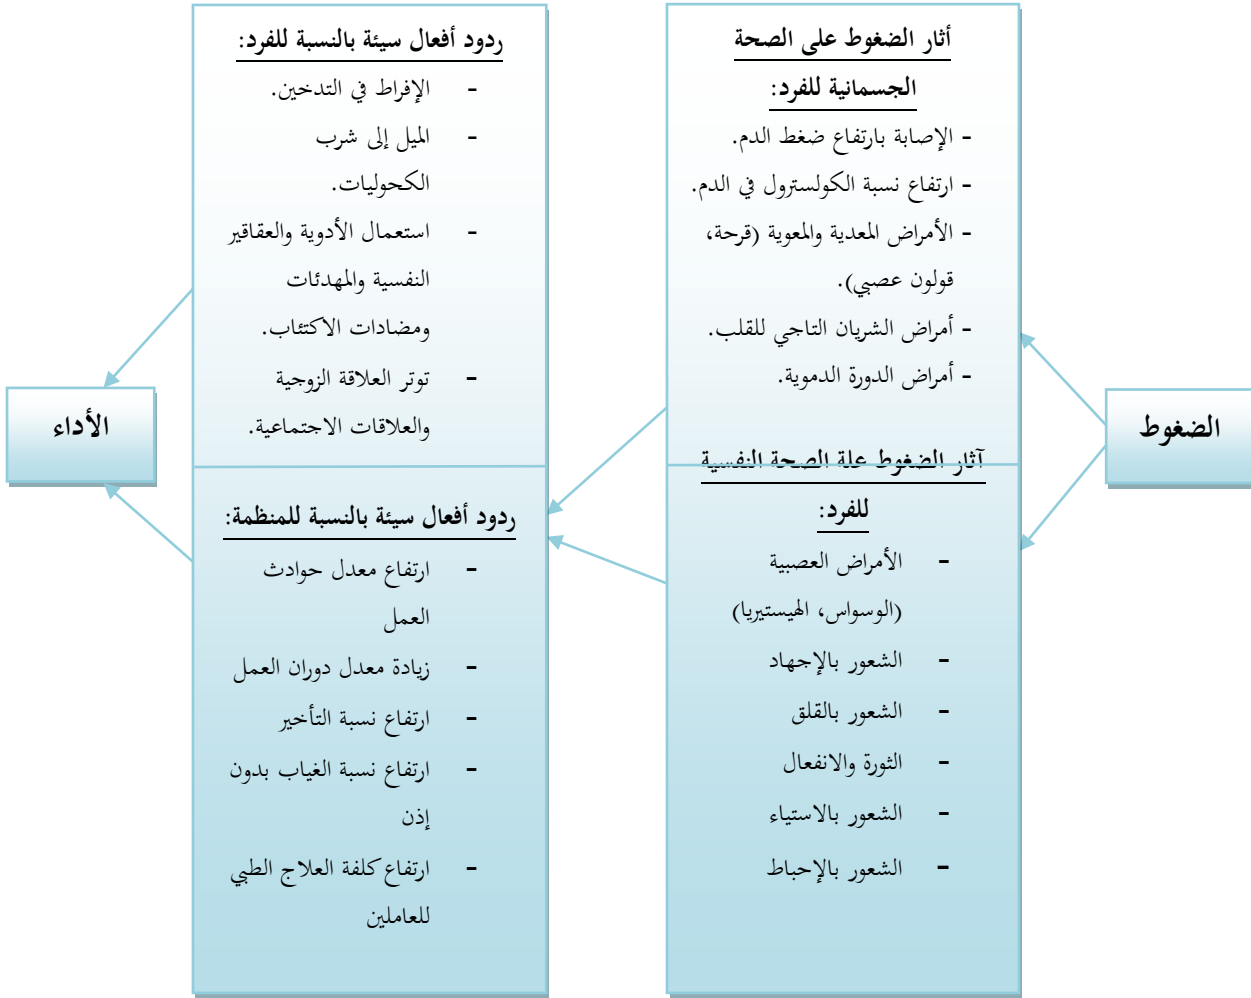 الضغوط
أثار الضغوط على الصحة
الجسمانية للفرد:
- الإصابة بارتفاع ضغط الدم.
- ارتفاع نسبة الكولسترول في الدم.
- الأمراض المعدية والمعوية (قرحة،
قولون عصبي).
- أمراض الشريان التاجي للقلب.
- أمراض الدورة الدموية.
آثار الضغوط علة الصحة النفسية
للفرد:
- الأمراض العصبية
(الوسواس، الهيستيريا)
- الشعور بالإجهاد
- الشعور بالقلق
- الثورة والانفعال
- الشعور بالاستياء
- الشعور بالإحباط
ردود أفعال سيئة بالنسبة للفرد:
- الإفراط في التدخين.
- الميل إلى شرب
الكحوليات.
- استعمال الأدوية والعقاقير
النفسية والمهدئات
ومضادات الاكتئاب.
- توتر العلاقة الزوجية
والعلاقات الاجتماعية.
ردود أفعال سيئة بالنسبة للمنظمة:
- ارتفاع معدل حوادث
العمل
- زيادة معدل دوران العمل
- ارتفاع نسبة التأخير
- ارتفاع نسبة الغياب بدون
إذن
- ارتفاع كلفة العلاج الطبي
للعاملين
الأداء